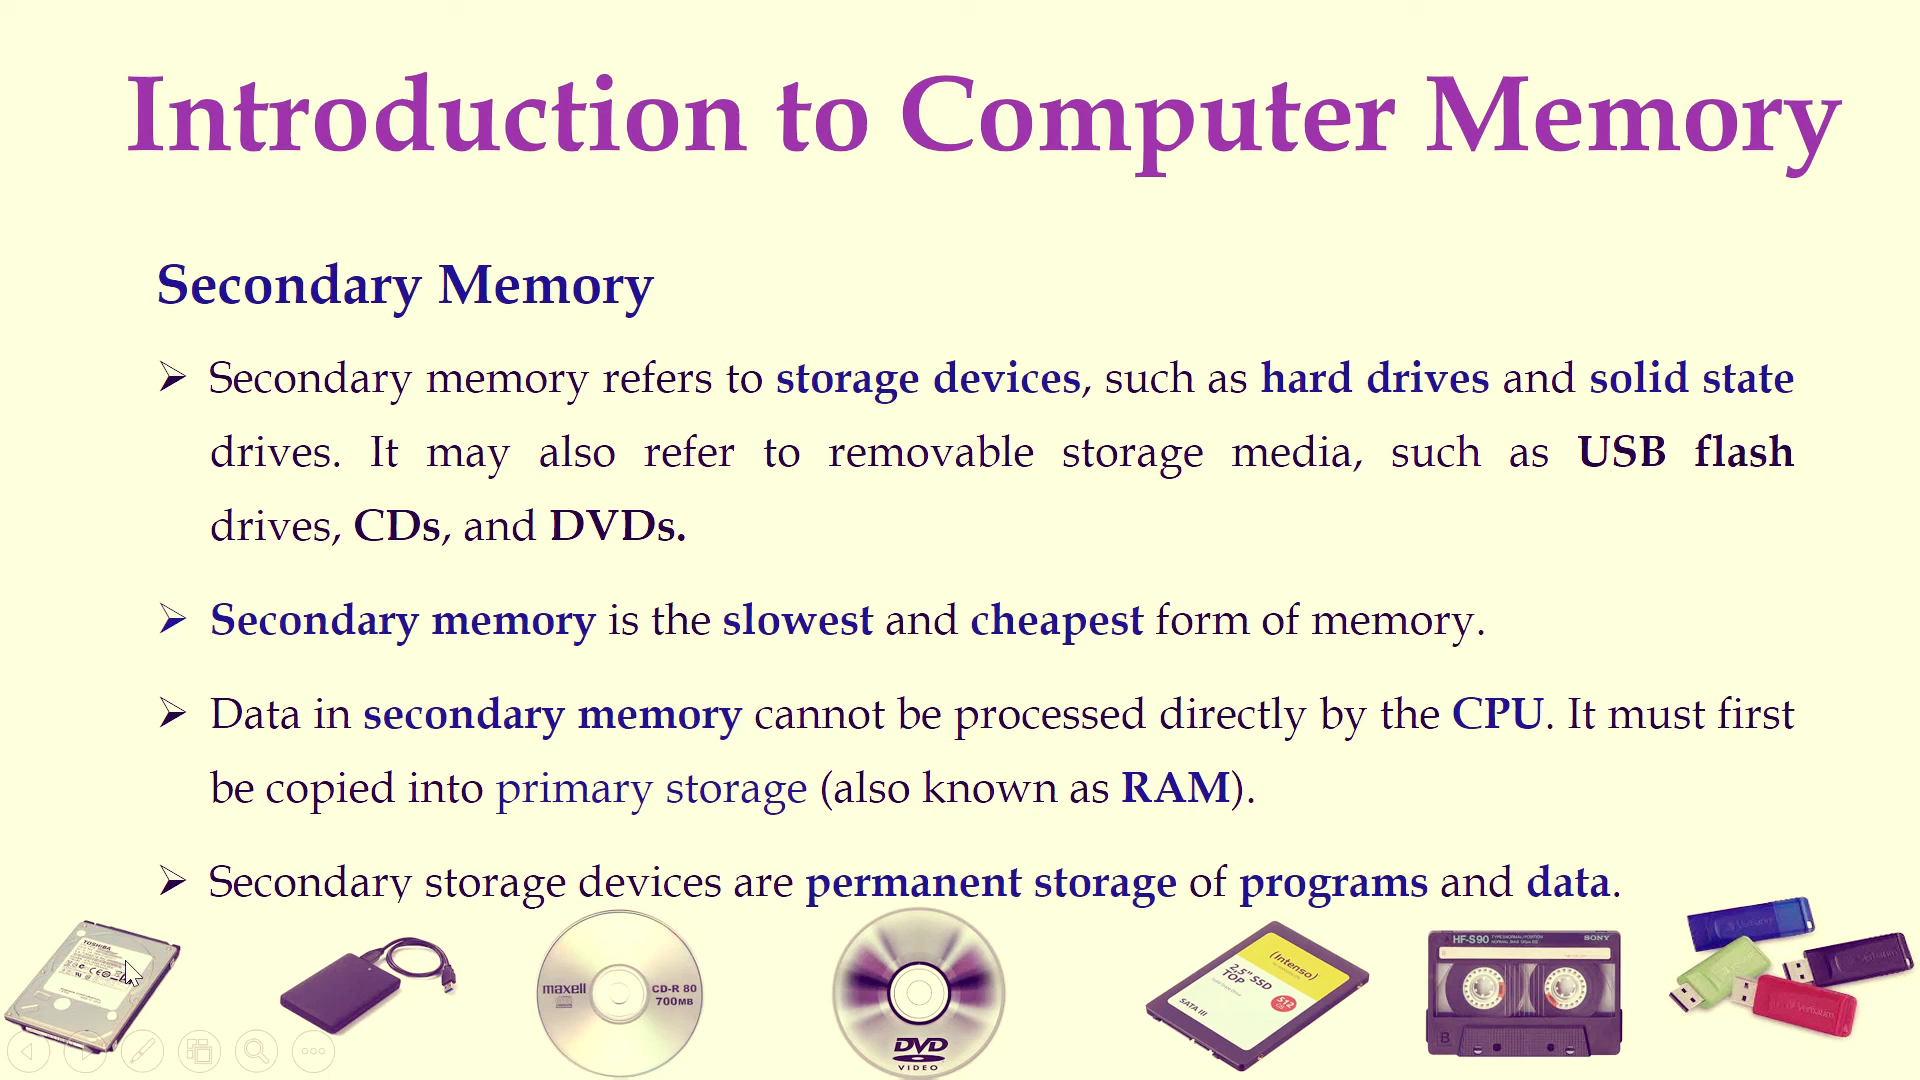 Introduction to Computer Memory
Secondary Memory
➢ Secondary memory refers to storage devices, such as hard drives and solid state
drives. It may also refer to removable storage media, such as USB flash
drives, CDs, and DVDs.
➢ Secondary memory is the slowest and cheapest form of memory.
➢ Data in secondary memory cannot be processed directly by the CPU. It must first
be copied into primary storage (also known as RAM).
➢ Secondary storage devices are permanent storage of programs and data.
TOSHIBA
maxell
CD-R 80
700MB
DVD
VIDEO
(intenso)
2,5" SSD
TOP
512
SATA III
HF-S90
SONY
B
Verbatim